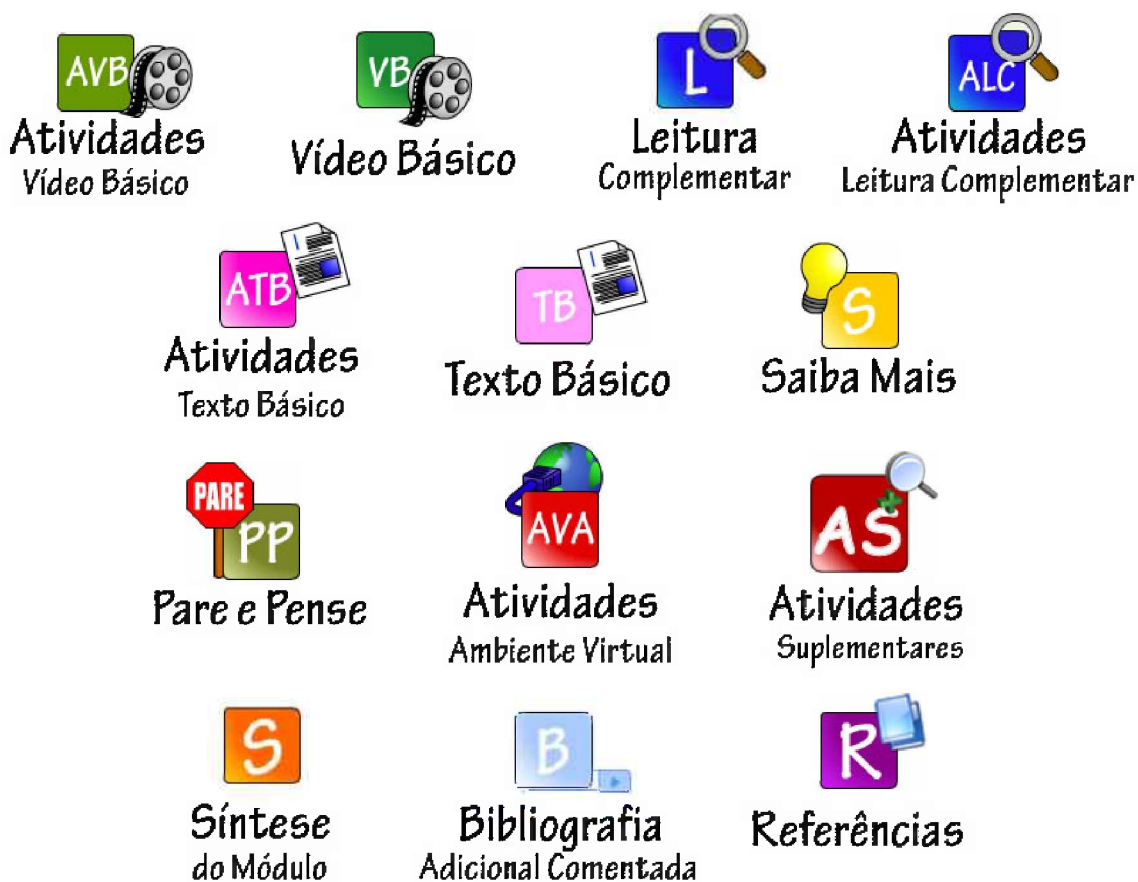 AVB
Atividades
Vídeo Básico
VB
Vídeo Básico
L
Leitura
Complementar
ALC
Atividades
Leitura Complementar
ATB
Atividades
Texto Básico
TB
Texto Básico
S
Saiba Mais
PARE
PP
Pare e Pense
AVA
Atividades
Ambiente Virtual
AS
Atividades
Suplementares
S
Síntese
do Módulo
B
Bibliografia
Adicional Comentada
R
Referências